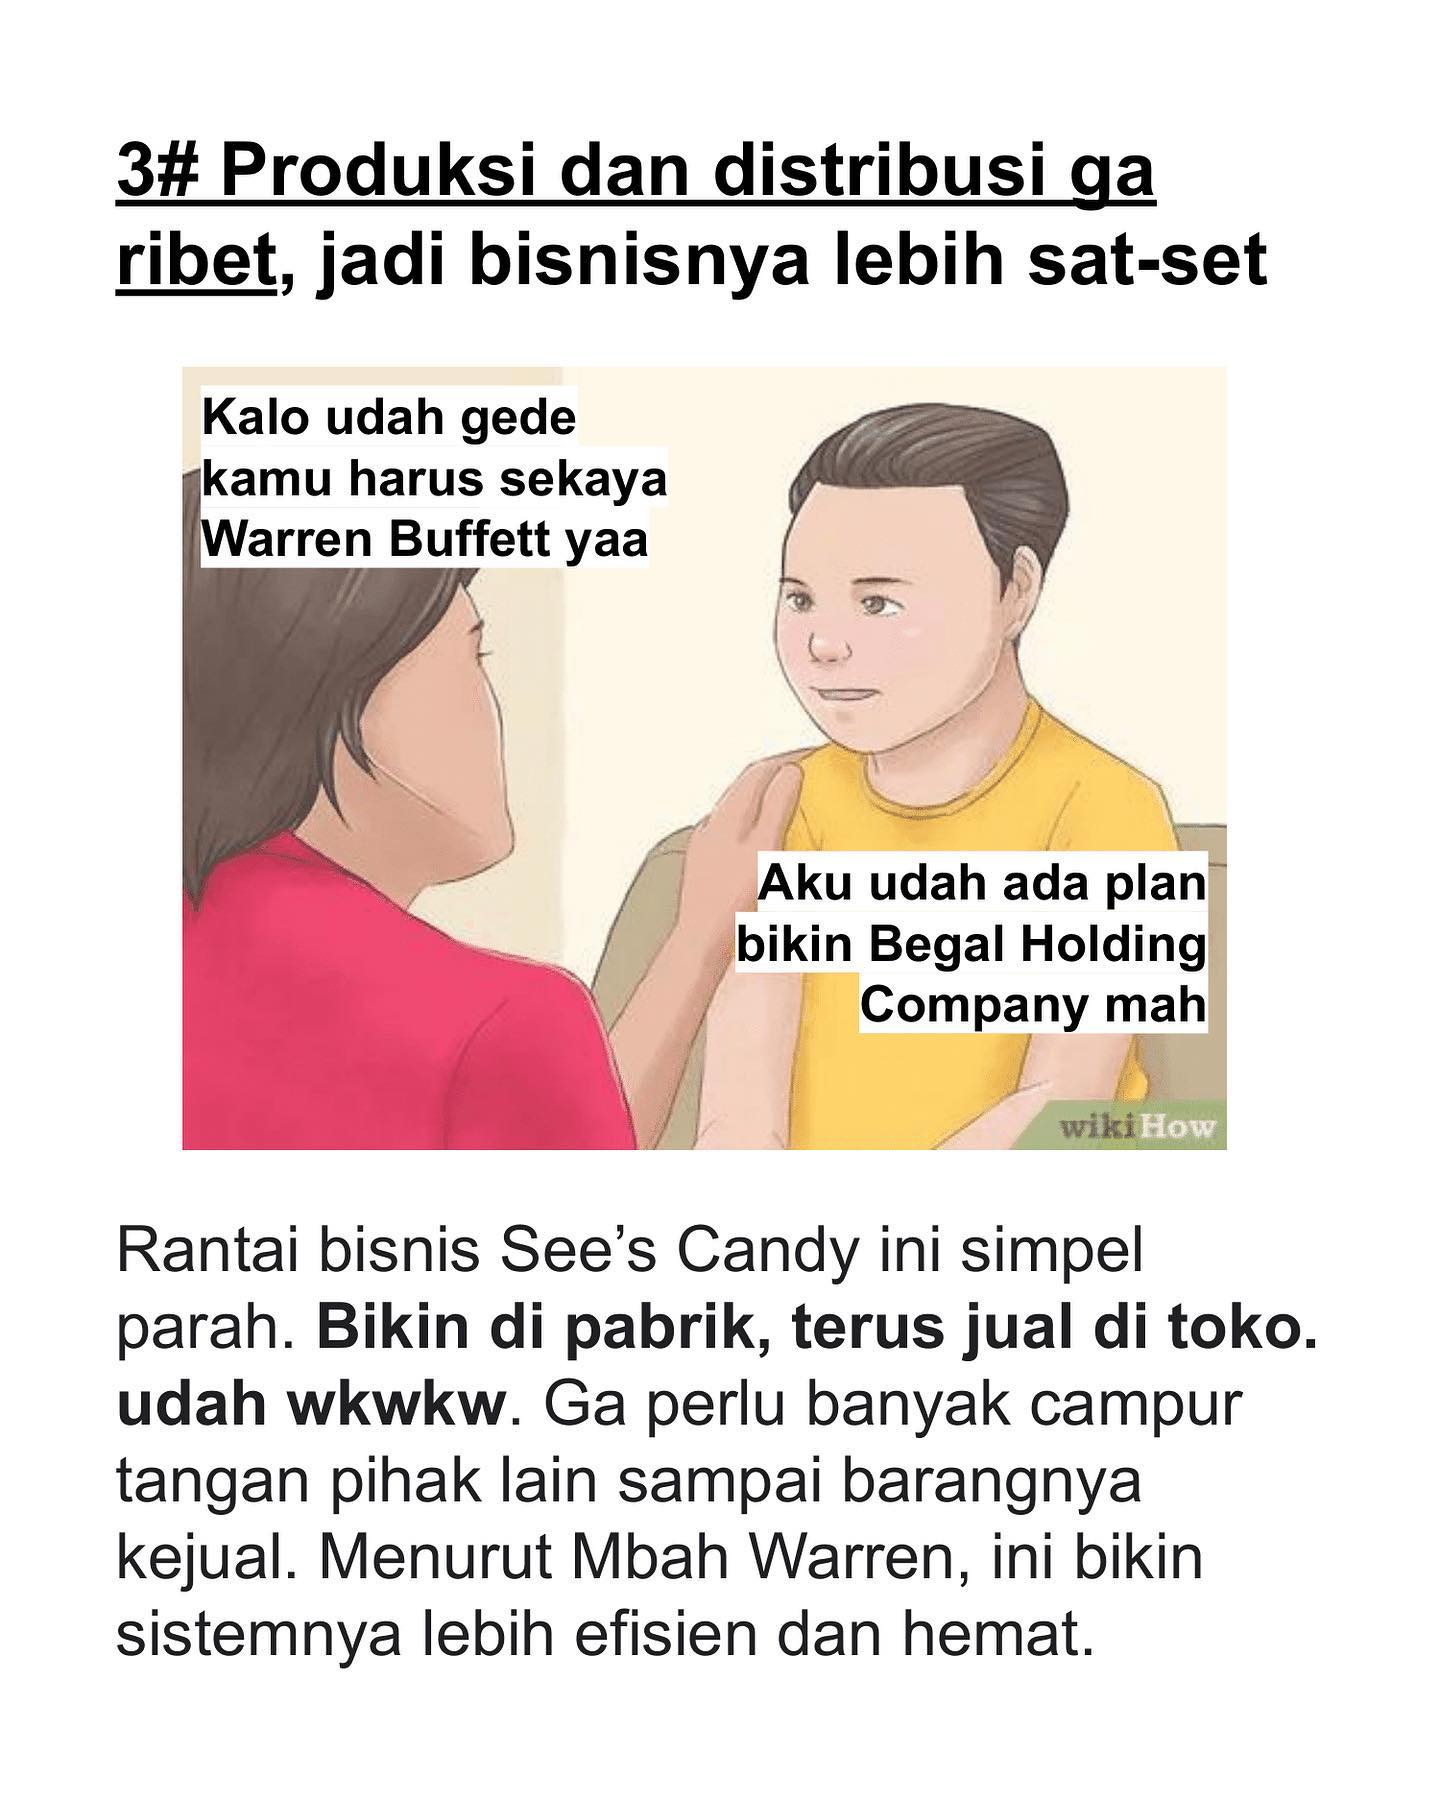 3# Produksi dan distribusi ga
ribet, jadi bisnisnya lebih sat-set
Kalo udah gede
kamu harus sekaya
Warren Buffett yaa
Aku udah ada plan
bikin Begal Holding
Company mah
wikiHow
Rantai bisnis See’s Candy ini simpel
parah. Bikin di pabrik, terus jual di toko.
udah wkwkw. Ga perlu banyak campur
tangan pihak lain sampai barangnya
kejual. Menurut Mbah Warren, ini bikin
sistemnya lebih efisien dan hemat.